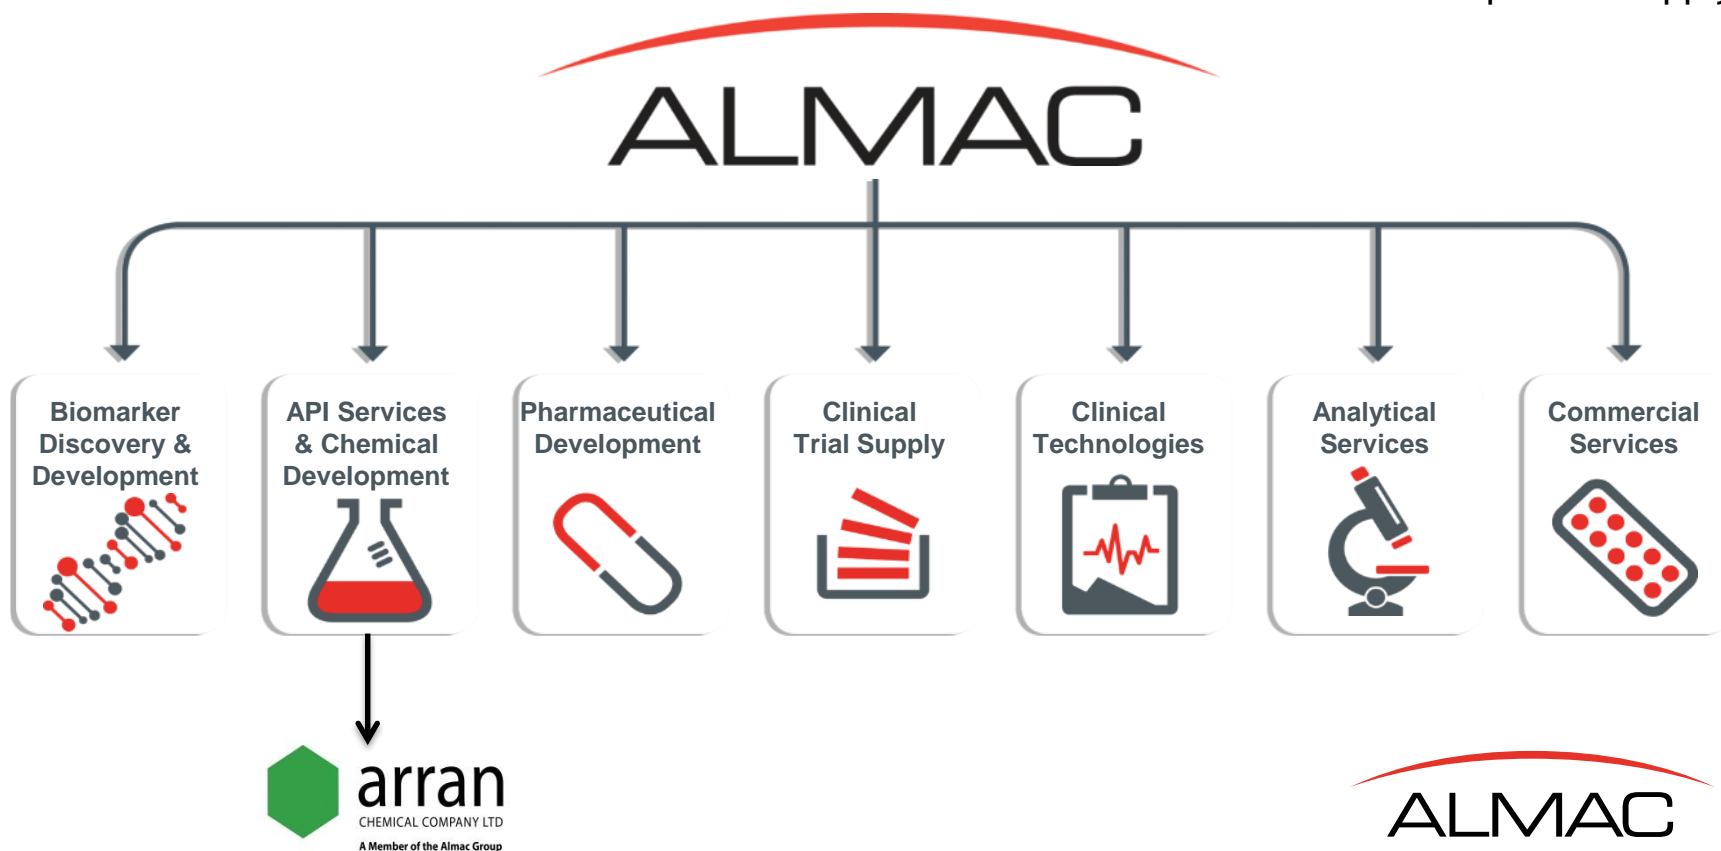 ALMAC
Biomarker
Discovery &
Development
API Services
& Chemical
Development
Pharmaceutical
Development
Clinical
Trial Supply
Clinical
Technologies
Analytical
Services
Commercial
Services
arran
CHEMICAL COMPANY LTD
A Member of the Almac Group
ALMAC